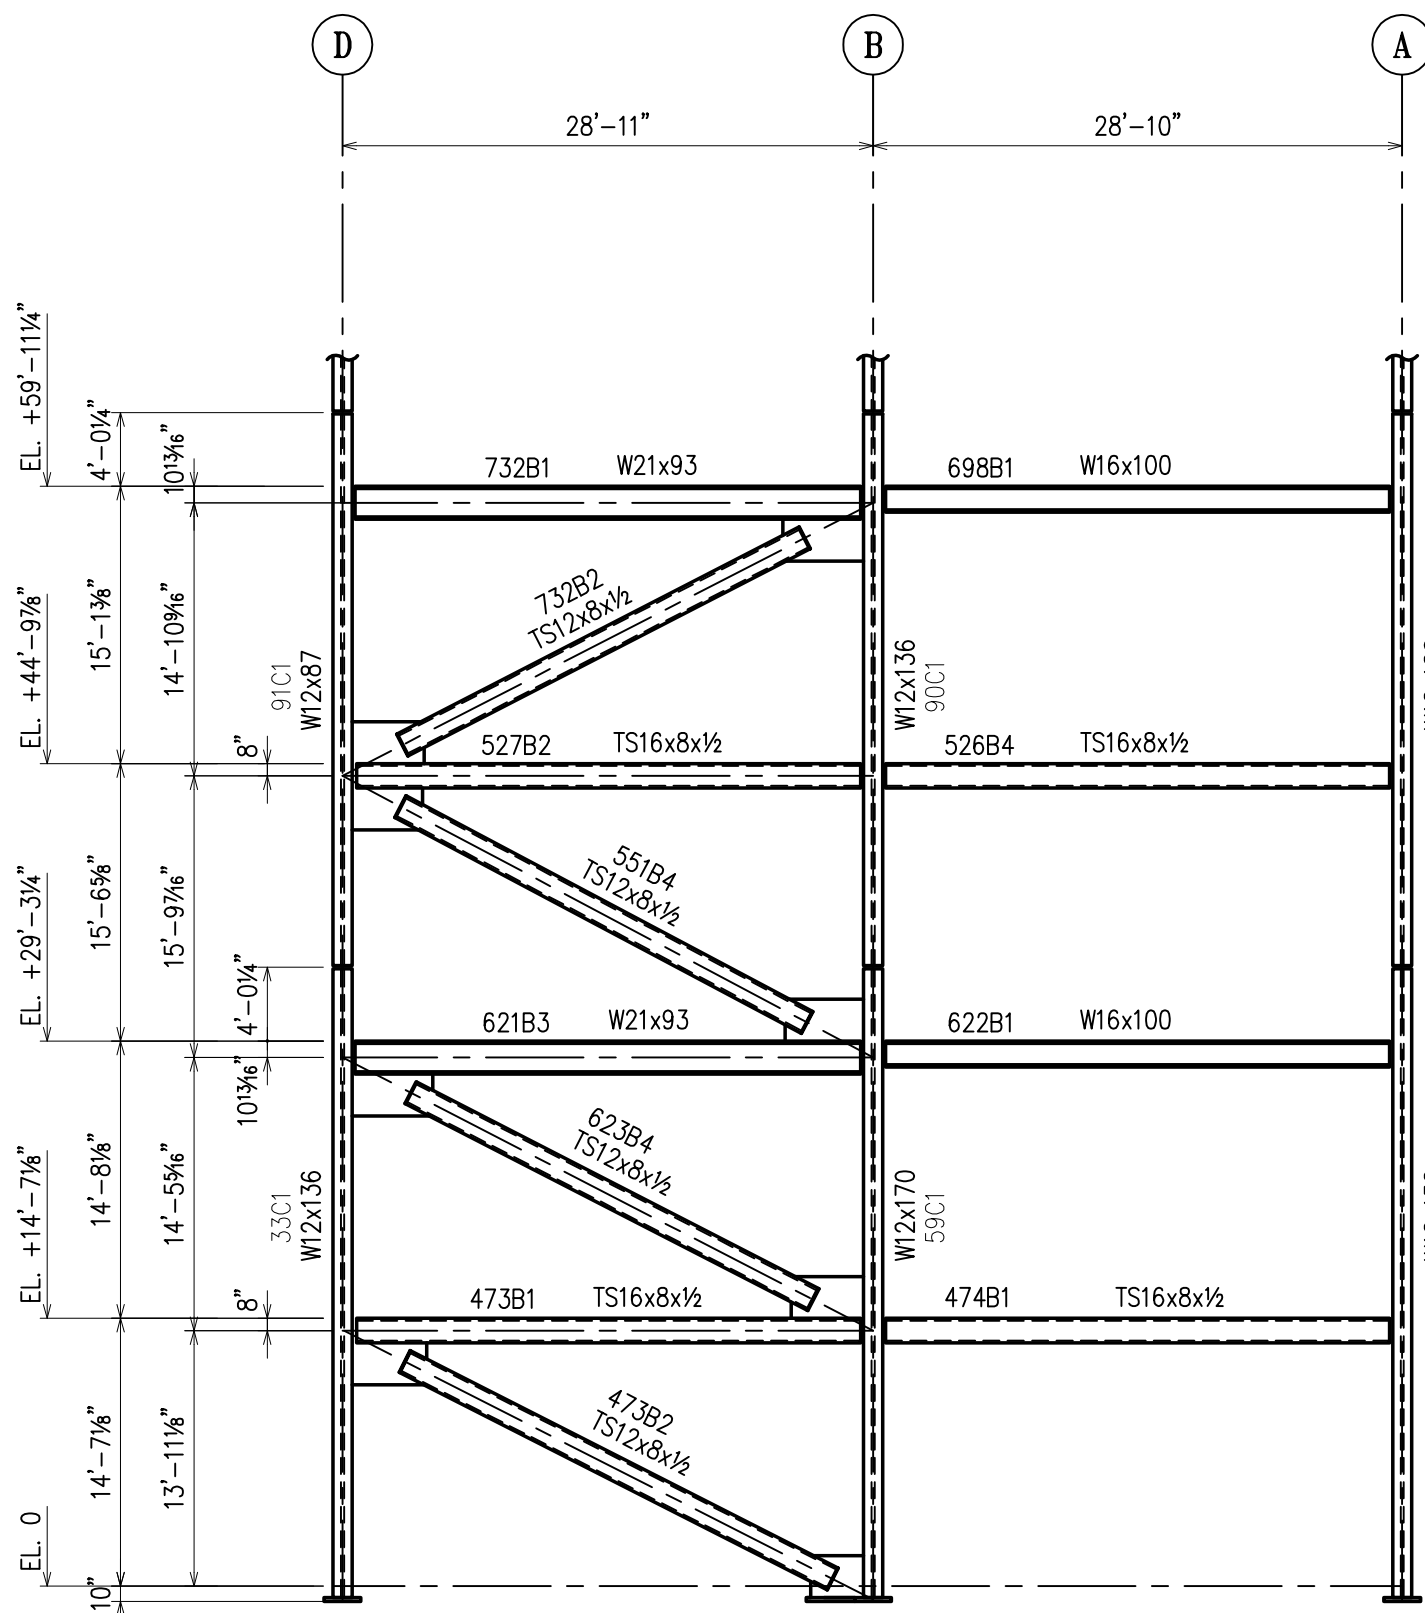 D
B
A
28'-11"
28'-10"
EL. +59'-11¼"
4'-0¼"
10¹³⁄₁₆"
732B1
W21x93
698B1
W16x100
732B2
TS12x8x½
EL. +44'-9⅞"
15'-1⅜"
14'-10⁹⁄₁₆"
8"
91C1
W12x87
W12x136
90C1
527B2
TS16x8x½
526B4
TS16x8x½
551B4
TS12x8x½
EL. +29'-3¼"
15'-6⅝"
15'-9⁷⁄₁₆"
4'-0¼"
10¹³⁄₁₆"
621B3
W21x93
622B1
W16x100
623B4
TS12x8x½
EL. +14'-7⅛"
14'-8⅛"
14'-5⁵⁄₁₆"
8"
33C1
W12x136
W12x170
59C1
473B1
TS16x8x½
474B1
TS16x8x½
473B2
TS12x8x½
EL. 0
14'-7⅛"
13'-11⅛"
10"